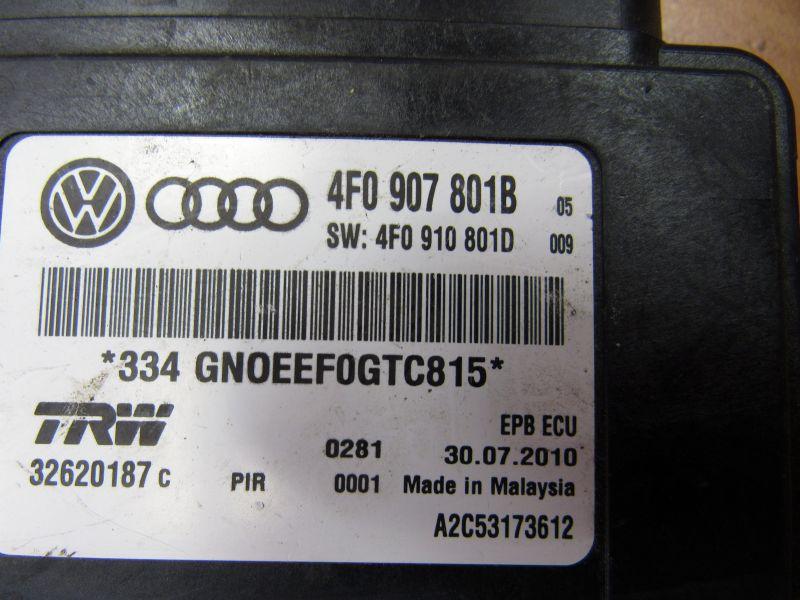 4F0 907 801B 05
SW: 4F0 910 801D 009
*334 GNOEEF0GTC815*
TRW EPB ECU
0281 30.07.2010
32620187 C PIR 0001 Made in Malaysia
A2C53173612